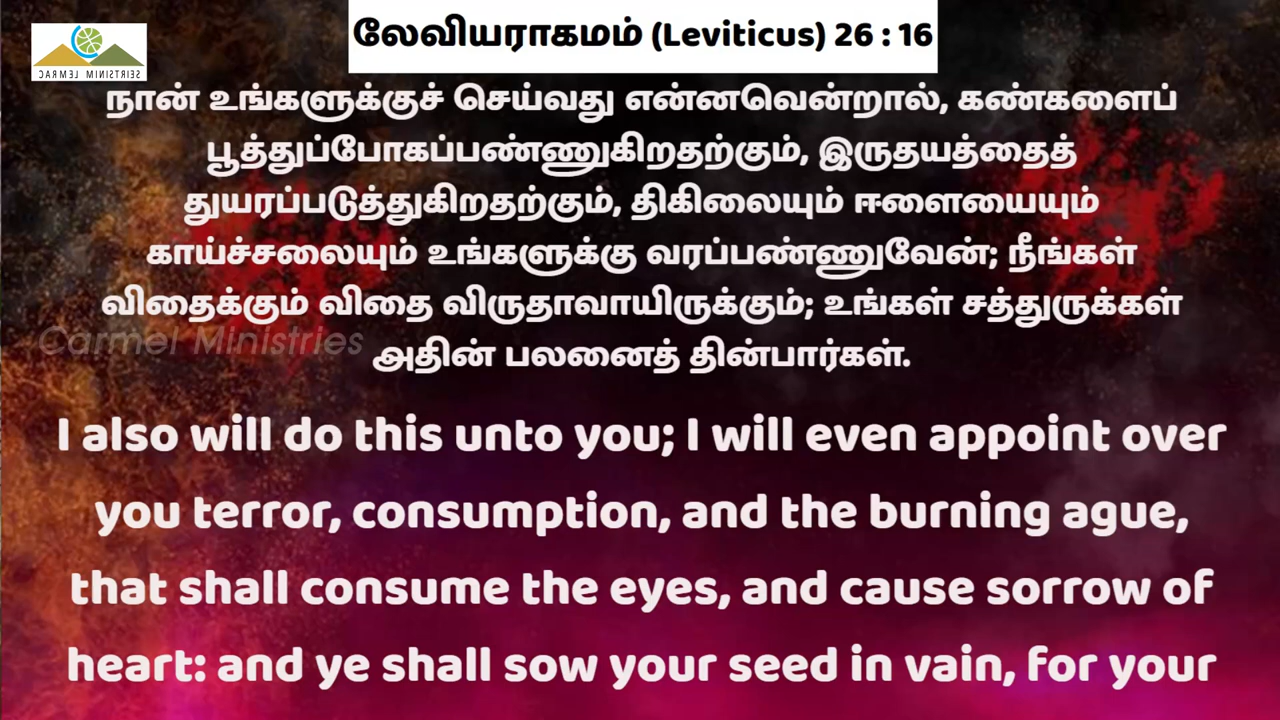 லேவியராகமம் (Leviticus) 26 : 16
CARMEL MINISTRIES
நான் உங்களுக்குச் செய்வது என்னவென்றால், கண்களைப்
பூத்துப்போகப்பண்ணுகிறதற்கும், இருதயத்தைத்
துயரப்படுத்துகிறதற்கும், திகிலையும் ஈளையையும்
காய்ச்சலையும் உங்களுக்கு வரப்பண்ணுவேன்; நீங்கள்
விதைக்கும் விதை விருதாவாயிருக்கும்; உங்கள் சத்துருக்கள்
Carmel Ministries
அதின் பலனைத் தின்பார்கள்.
I also will do this unto you; I will even appoint over
you terror, consumption, and the burning ague,
that shall consume the eyes, and cause sorrow of
heart: and ye shall sow your seed in vain, for your